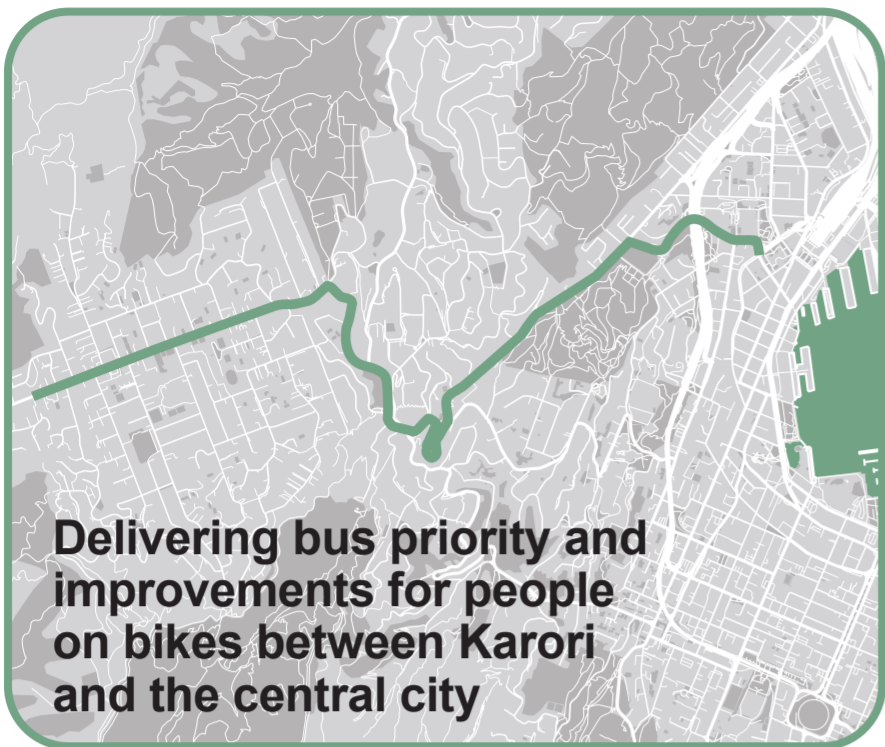 Delivering bus priority and
improvements for people
on bikes between Karori
and the central city